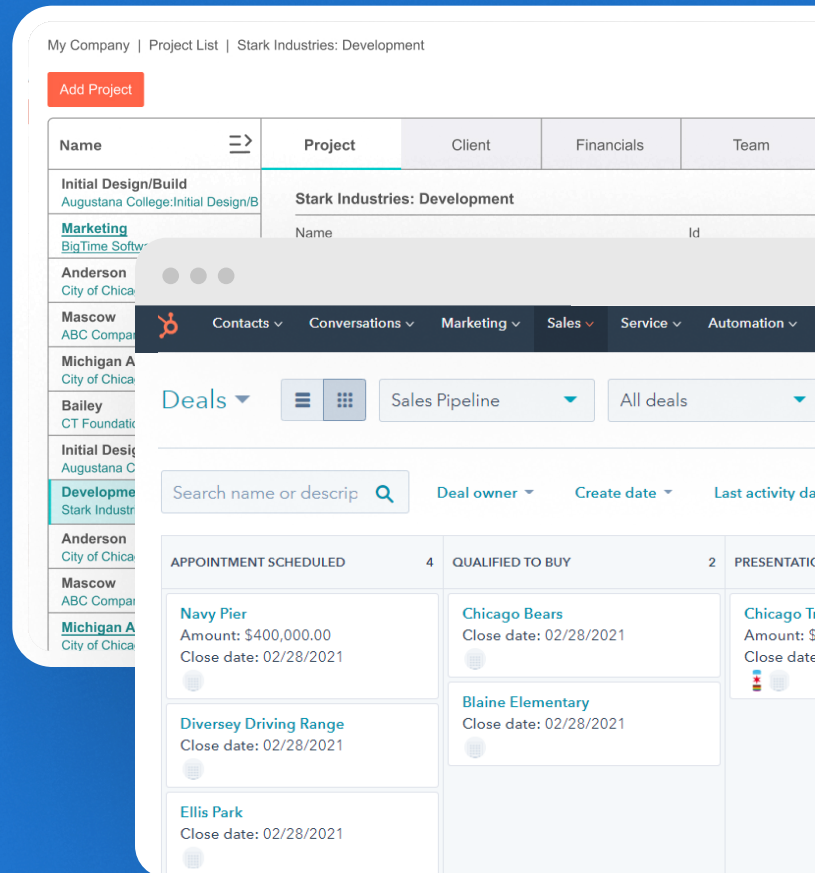 My Company | Project List | Stark Industries: Development
Add Project
Name
Project
Client
Financials
Team
Initial Design/Build
Augustana College:Initial Design/B
Marketing
BigTime Softw
Anderson
City of Chica
Mascow
ABC Compar
Michigan A
City of Chica
Bailey
CT Foundatic
Initial Desig
Augustana C
Developme
Stark Industr
Anderson
City of Chica
Mascow
ABC Compar
Michigan A
City of Chica
Stark Industries: Development
Name
Id
Contacts
Conversations
Marketing
Sales
Service
Automation
Deals
Sales Pipeline
All deals
Search name or descrip
Deal owner
Create date
Last activity da
APPOINTMENT SCHEDULED 4
Navy Pier
Amount: $400,000.00
Close date: 02/28/2021
Diversey Driving Range
Close date: 02/28/2021
Ellis Park
Close date: 02/28/2021
QUALIFIED TO BUY 2
Chicago Bears
Close date: 02/28/2021
Blaine Elementary
Close date: 02/28/2021
PRESENTATIO
Chicago Tr
Amount: $
Close date